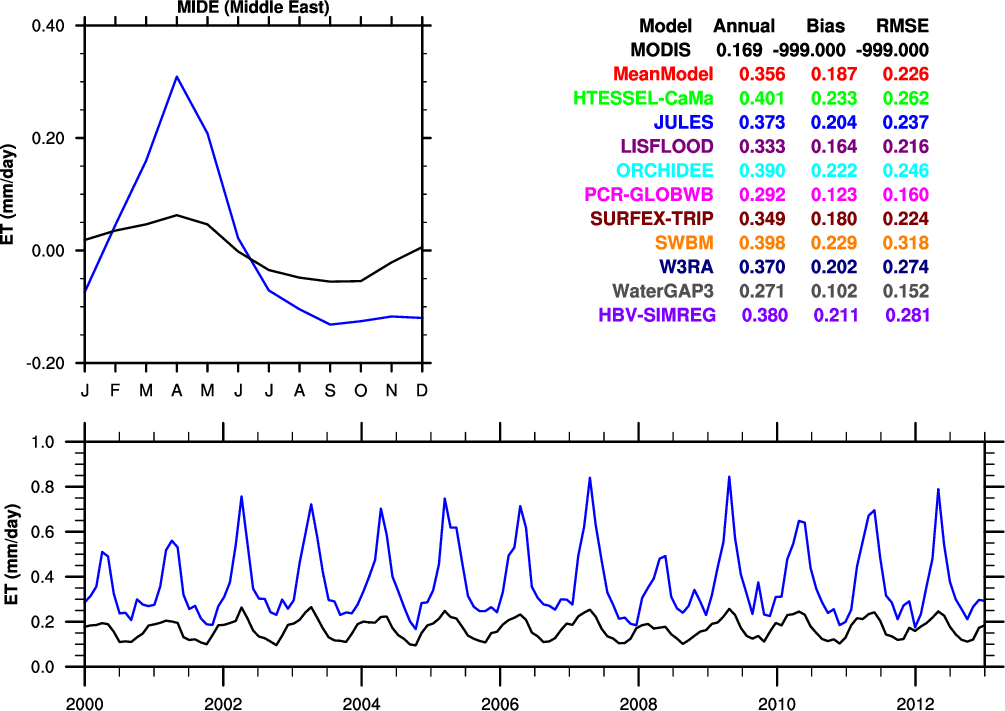 MIDE (Middle East)
ET (mm/day)
0.40
0.20
0.00
-0.20
J F M A M J J A S O N D
Model Annual Bias RMSE
MODIS 0.169 -999.000 -999.000
MeanModel 0.356 0.187 0.226
HTESSEL-CaMa 0.401 0.233 0.262
JULES 0.373 0.204 0.237
LISFLOOD 0.333 0.164 0.216
ORCHIDEE 0.390 0.222 0.246
PCR-GLOBWB 0.292 0.123 0.160
SURFEX-TRIP 0.349 0.180 0.224
SWBM 0.398 0.229 0.318
W3RA 0.370 0.202 0.274
WaterGAP3 0.271 0.102 0.152
HBV-SIMREG 0.380 0.211 0.281
ET (mm/day)
1.0
0.8
0.6
0.4
0.2
0.0
2000 2002 2004 2006 2008 2010 2012